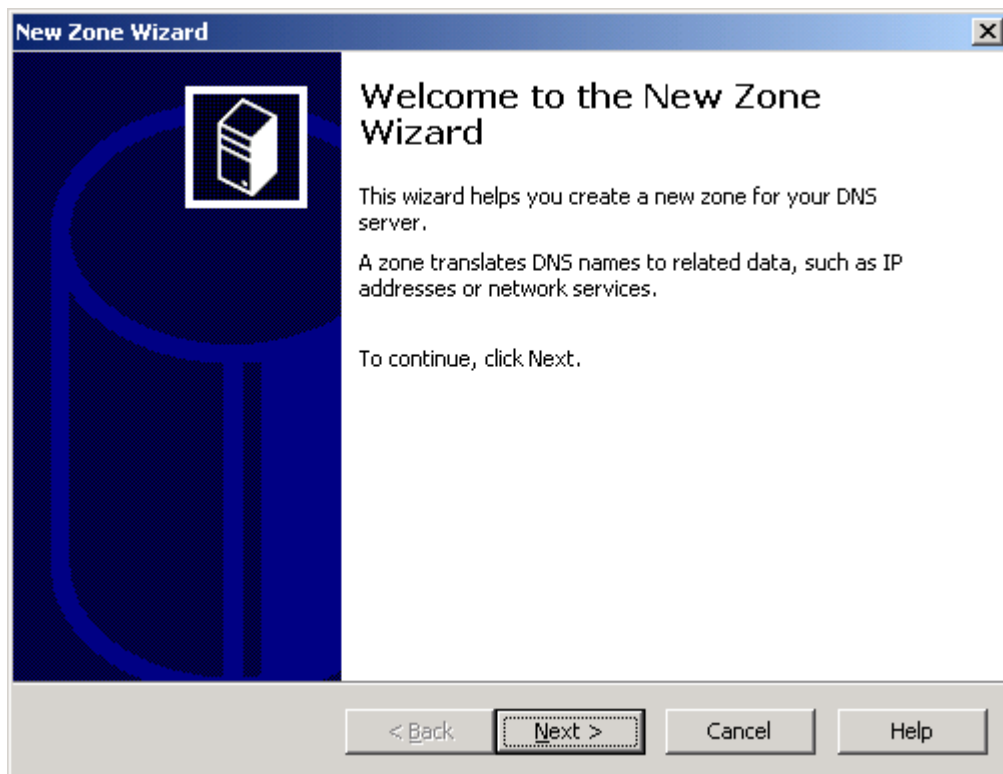 New Zone Wizard
Welcome to the New Zone
Wizard
This wizard helps you create a new zone for your DNS
server.
A zone translates DNS names to related data, such as IP
addresses or network services.
To continue, click Next.
< Back
Next >
Cancel
Help